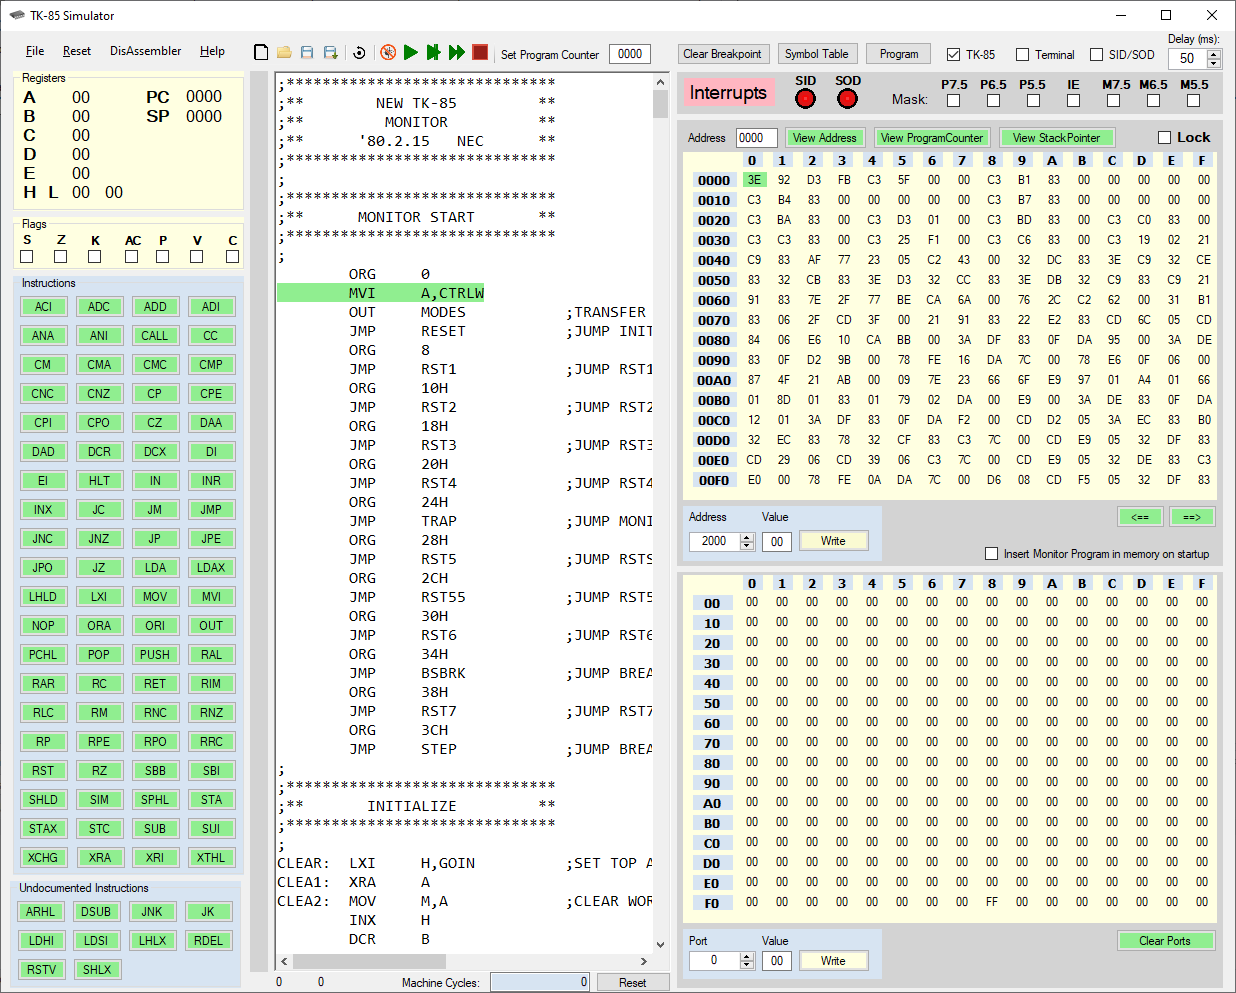 TK-85 Simulator
File Reset DisAssembler Help
Set Program Counter 0000
Clear Breakpoint Symbol Table Program TK-85 Terminal SID/SOD Delay (ms): 50
Registers
A 00 PC 0000
B 00 SP 0000
C 00
D 00
E 00
H L 00 00
Flags
S Z K AC P V C
Instructions
ACI ADC ADD ADI
ANA ANI CALL CC
CM CMA CMC CMP
CNC CNZ CP CPE
CPI CPO CZ DAA
DAD DCR DCX DI
EI HLT IN INR
INX JC JM JMP
JNC JNZ JP JPE
JPO JZ LDA LDAX
LHLD LXI MOV MVI
NOP ORA ORI OUT
PCHL POP PUSH RAL
RAR RC RET RIM
RLC RM RNC RNZ
RP RPE RPO RRC
RST RZ SBB SBI
SHLD SIM SPHL STA
STAX STC SUB SUI
XCHG XRA XRI XTHL
Undocumented Instructions
ARHL DSUB JNK JK
LDHI LDSI LHLX RDEL
RSTV SHLX
;******************************
;** NEW TK-85 **
;** MONITOR **
;** '80.2.15 NEC **
;******************************
;
;******************************
;** MONITOR START **
;******************************
;
ORG 0
MVI A,CTRLW
OUT MODES ;TRANSFER
JMP RESET ;JUMP INIT
ORG 8
JMP RST1 ;JUMP RST1
ORG 10H
JMP RST2 ;JUMP RST2
ORG 18H
JMP RST3 ;JUMP RST3
ORG 20H
JMP RST4 ;JUMP RST4
ORG 24H
JMP TRAP ;JUMP MONI
ORG 28H
JMP RST5 ;JUMP RSTS
ORG 2CH
JMP RST55 ;JUMP RST5
ORG 30H
JMP RST6 ;JUMP RST6
ORG 34H
JMP BSBRK ;JUMP BREA
ORG 38H
JMP RST7 ;JUMP RST7
ORG 3CH
JMP STEP ;JUMP BREA
;
;******************************
;** INITIALIZE **
;******************************
;
CLEAR: LXI H,GOIN ;SET TOP A
CLEA1: XRA A
CLEA2: MOV M,A ;CLEAR WOR
INX H
DCR B
0 0 Machine Cycles: 0 Reset
Interrupts SID SOD Mask: P7.5 P6.5 P5.5 IE M7.5 M6.5 M5.5
Address 0000 View Address View ProgramCounter View StackPointer Lock
0 1 2 3 4 5 6 7 8 9 A B C D E F
0000 3E 92 D3 FB C3 5F 00 00 C3 B1 83 00 00 00 00 00
0010 C3 B4 83 00 00 00 00 00 C3 B7 83 00 00 00 00 00
0020 C3 BA 83 00 C3 D3 01 00 C3 BD 83 00 C3 C0 83 00
0030 C3 C3 83 00 C3 25 F1 00 C3 C6 83 00 C3 19 02 21
0040 C9 83 AF 77 23 05 C2 43 00 32 DC 83 3E C9 32 CE
0050 83 32 CB 83 3E D3 32 CC 83 3E DB 32 C9 83 C9 21
0060 91 83 7E 2F 77 BE CA 6A 00 76 2C C2 62 00 31 B1
0070 83 06 2F CD 3F 00 21 91 83 22 E2 83 CD 6C 05 CD
0080 84 06 E6 10 CA BB 00 3A DF 83 0F DA 95 00 3A DE
0090 83 0F D2 9B 00 78 FE 16 DA 7C 00 78 E6 0F 06 00
00A0 87 4F 21 AB 00 09 7E 23 66 6F E9 97 01 A4 01 66
00B0 01 8D 01 83 01 79 02 DA 00 E9 00 3A DE 83 0F DA
00C0 12 01 3A DF 83 0F DA F2 00 CD D2 05 3A EC 83 B0
00D0 32 EC 83 78 32 CF 83 C3 7C 00 CD E9 05 32 DF 83
00E0 CD 29 06 CD 39 06 C3 7C 00 CD E9 05 32 DE 83 C3
00F0 E0 00 78 FE 0A DA 7C 00 D6 08 CD F5 05 32 DF 83
Address Value
2000 00 Write
<== ==>
Insert Monitor Program in memory on startup
0 1 2 3 4 5 6 7 8 9 A B C D E F
00 00 00 00 00 00 00 00 00 00 00 00 00 00 00 00 00
10 00 00 00 00 00 00 00 00 00 00 00 00 00 00 00 00
20 00 00 00 00 00 00 00 00 00 00 00 00 00 00 00 00
30 00 00 00 00 00 00 00 00 00 00 00 00 00 00 00 00
40 00 00 00 00 00 00 00 00 00 00 00 00 00 00 00 00
50 00 00 00 00 00 00 00 00 00 00 00 00 00 00 00 00
60 00 00 00 00 00 00 00 00 00 00 00 00 00 00 00 00
70 00 00 00 00 00 00 00 00 00 00 00 00 00 00 00 00
80 00 00 00 00 00 00 00 00 00 00 00 00 00 00 00 00
90 00 00 00 00 00 00 00 00 00 00 00 00 00 00 00 00
A0 00 00 00 00 00 00 00 00 00 00 00 00 00 00 00 00
B0 00 00 00 00 00 00 00 00 00 00 00 00 00 00 00 00
C0 00 00 00 00 00 00 00 00 00 00 00 00 00 00 00 00
D0 00 00 00 00 00 00 00 00 00 00 00 00 00 00 00 00
E0 00 00 00 00 00 00 00 00 00 00 00 00 00 00 00 00
F0 00 00 00 00 00 00 00 00 FF 00 00 00 00 00 00 00
Port Value
0 00 Write
Clear Ports